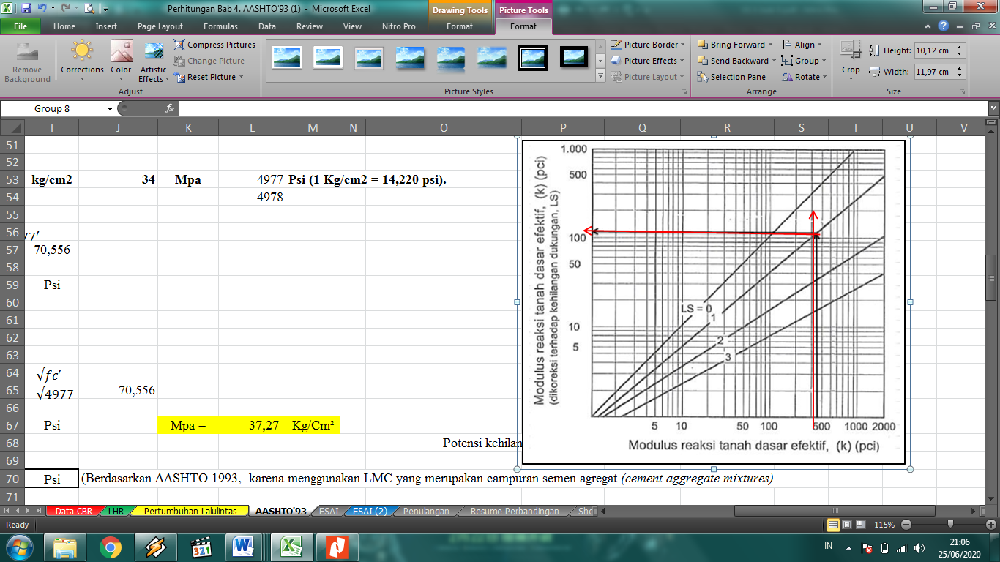 Perhitungan Bab 4. AASHTO'93 (1) - Microsoft Excel
Drawing Tools
Picture Tools
File Home Insert Page Layout Formulas Data Review View Nitro Pro Format Format
Remove Background
Corrections
Color
Artistic Effects
Compress Pictures
Change Picture
Reset Picture
Adjust
Picture Styles
Picture Border
Picture Effects
Picture Layout
Bring Forward
Send Backward
Selection Pane
Align
Group
Rotate
Arrange
Crop
Height: 10,12 cm
Width: 11,97 cm
Size
Group 8
fx
I J K L M N O P Q R S T U V
51
52
53 kg/cm2 34 Mpa 4977 Psi (1 Kg/cm2 = 14,220 psi).
54 4978
55
56 77′
57 70,556
58
59 Psi
60
61
62
63
64 √fc′
65 √4977 70,556
66
67 Psi Mpa = 37,27 Kg/Cm²
68 Potensi kehilan
69
70 Psi (Berdasarkan AASHTO 1993, karena menggunakan LMC yang merupakan campuran semen agregat (cement aggregate mixtures)
71
Modulus reaksi tanah dasar efektif, (k) (pci)
(dikoreksi terhadap kehilangan dukungan, LS)
1.000
500
100
50
10
5
LS = 0
1
2
3
5 10 50 100 500 1000 2000
Modulus reaksi tanah dasar efektif, (k) (pci)
Data CBR LHR Pertumbuhan Lalulintas AASHTO'93 ESAI ESAI (2) Penulangan Resume Perbandingan She
Ready
115%
321
IN
21:06
25/06/2020